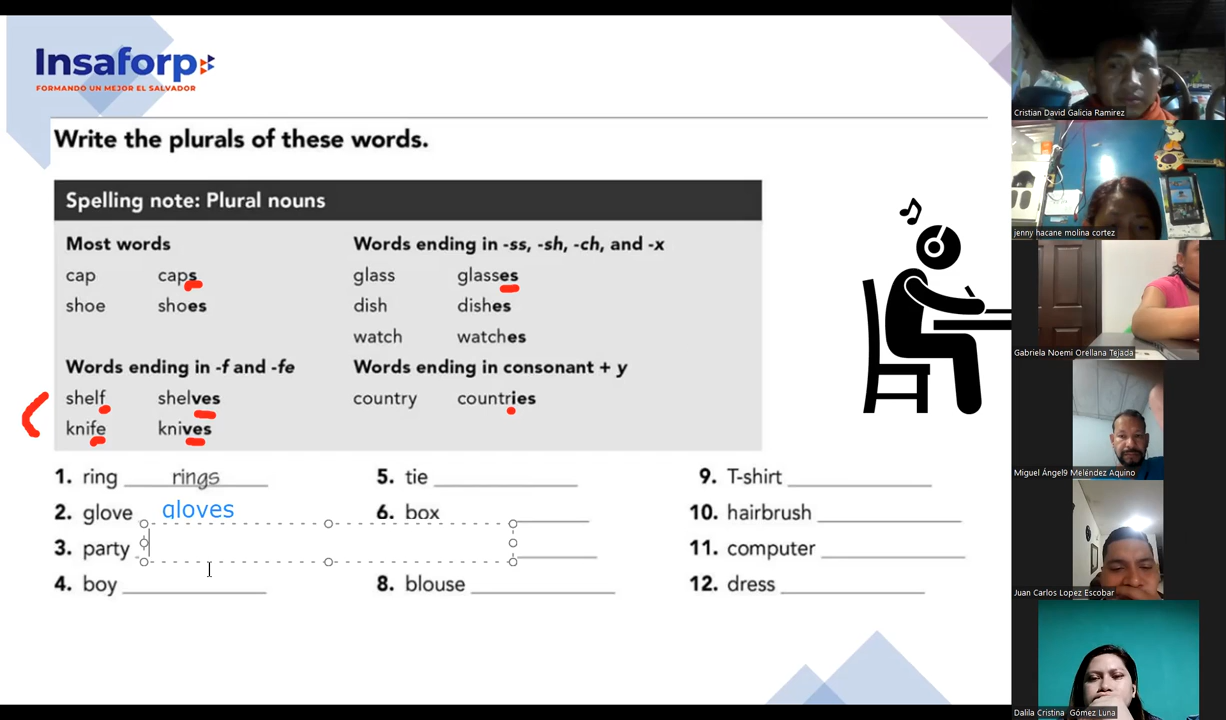 Insaforp
FORMANDO UN MEJOR EL SALVADOR
Write the plurals of these words.
Spelling note: Plural nouns
Most words
cap caps
shoe shoes
Words ending in -ss, -sh, -ch, and -x
glass glasses
dish dishes
watch watches
Words ending in -f and -fe
shelf shelves
knife knives
Words ending in consonant + y
country countries
1. ring rings
2. glove gloves
3. party
4. boy
5. tie
6. box
8. blouse
9. T-shirt
10. hairbrush
11. computer
12. dress
Cristian David Galicia Ramirez
jenny hacane molina cortez
Gabriela Noemi Orellana Tejada
Miguel Ángel9 Meléndez Aquino
Juan Carlos Lopez Escobar
Dalila Cristina Gómez Luna